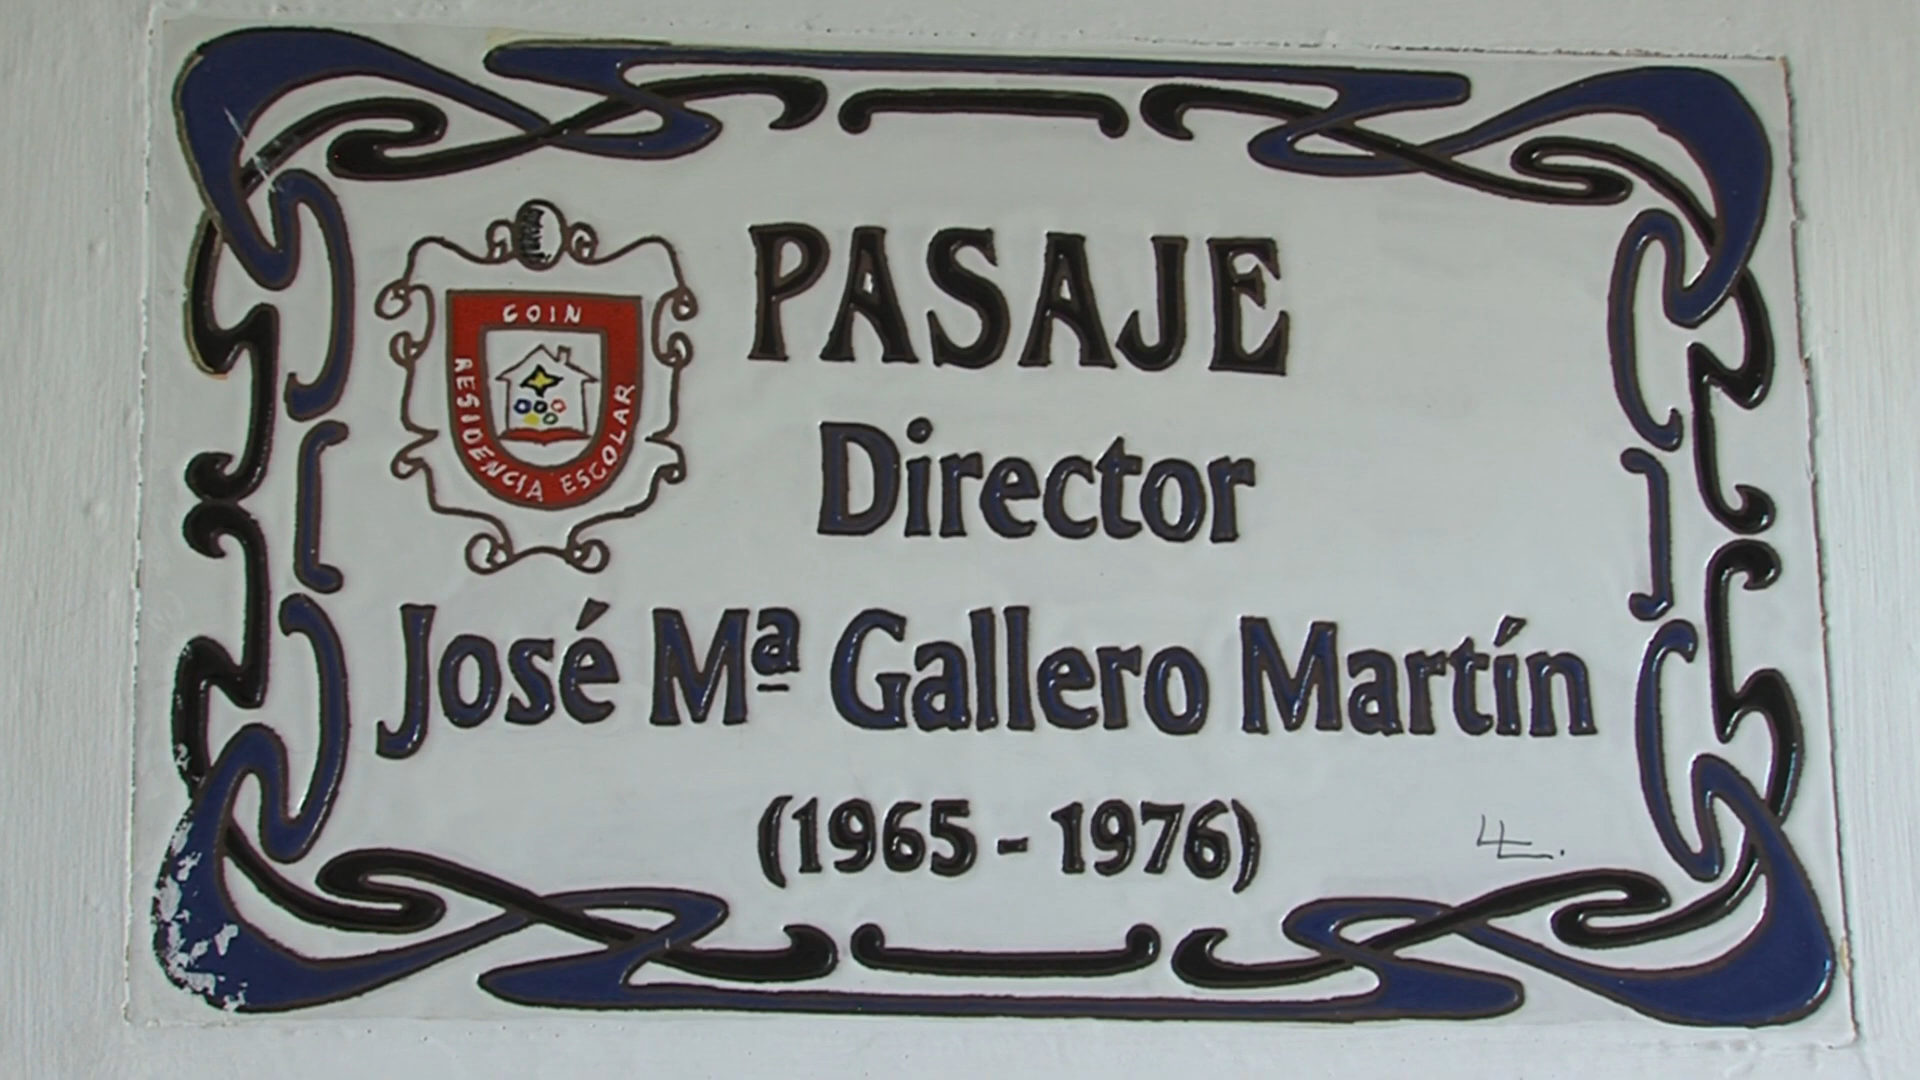 COIN
RESIDENCIA ESCOLAR
PASAJE
Director
José Mª Gallero Martín
(1965 - 1976)